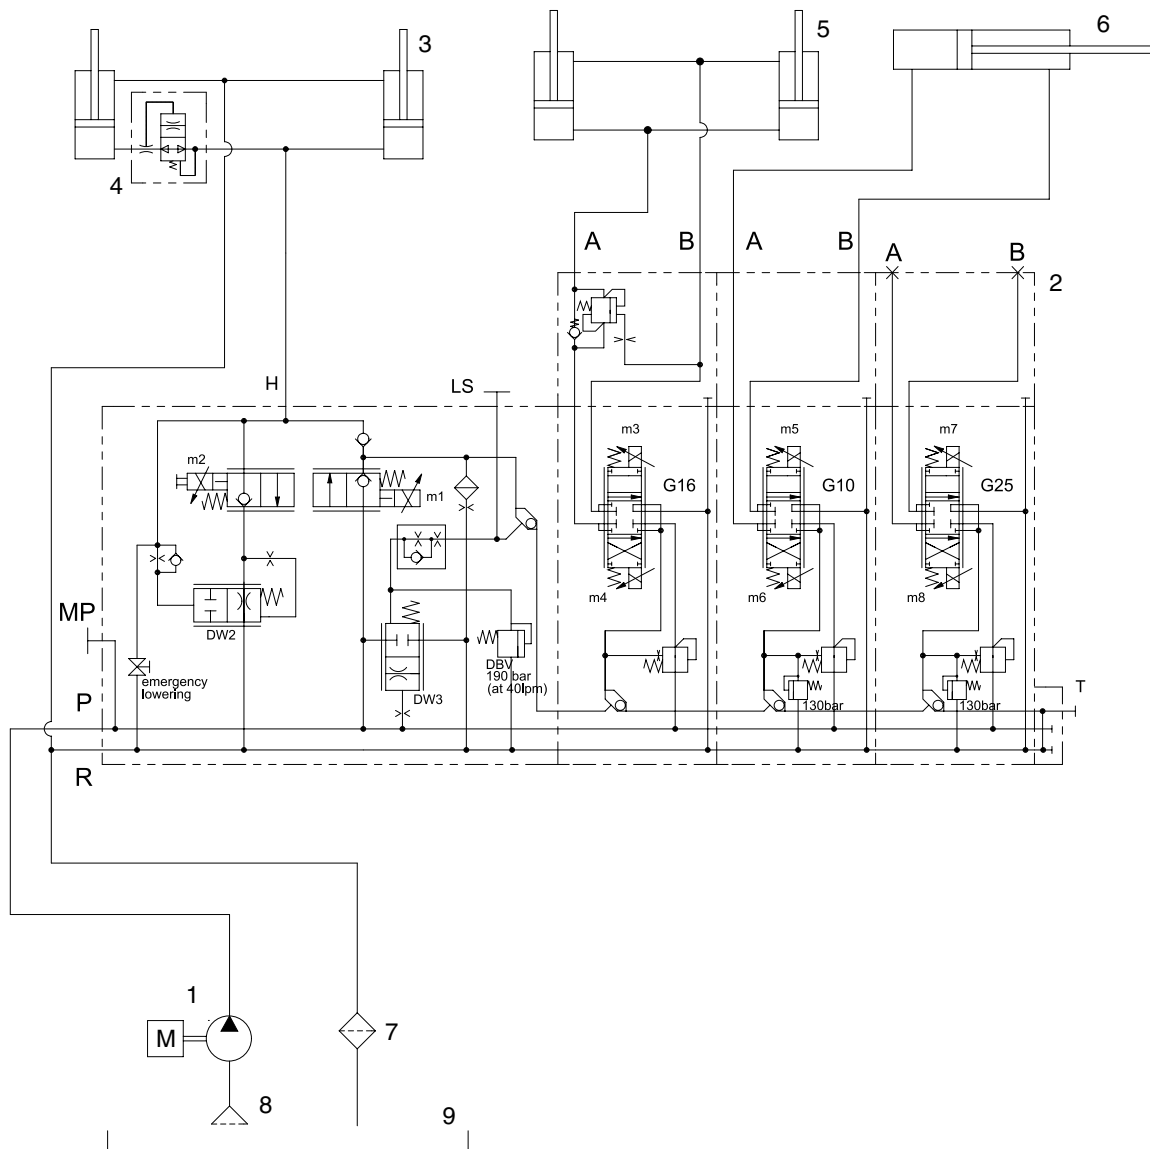 3
5
6
4
A
B
A
B
A
B
2
H
LS
m2
m1
m3
m5
m7
G16
G10
G25
m4
m6
m8
MP
DW2
DW3
DBV
190 bar
(at 40lpm)
emergency
lowering
130bar
130bar
P
T
R
1
M
7
8
9